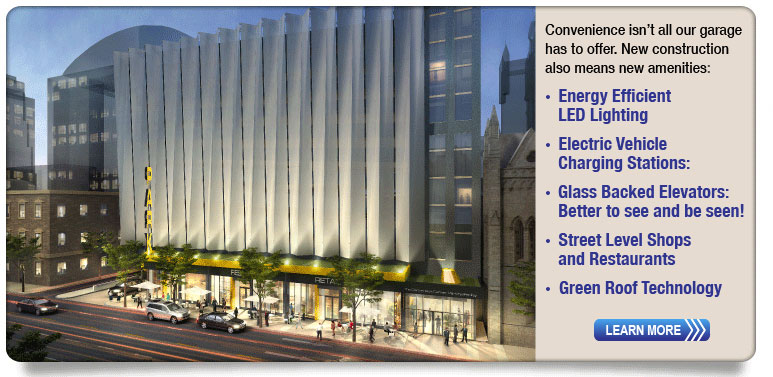 Convenience isn't all our garage
has to offer. New construction
also means new amenities:
• Energy Efficient
LED Lighting
• Electric Vehicle
Charging Stations:
• Glass Backed Elevators:
Better to see and be seen!
• Street Level Shops
and Restaurants
• Green Roof Technology
LEARN MORE
PARK
RETAIL